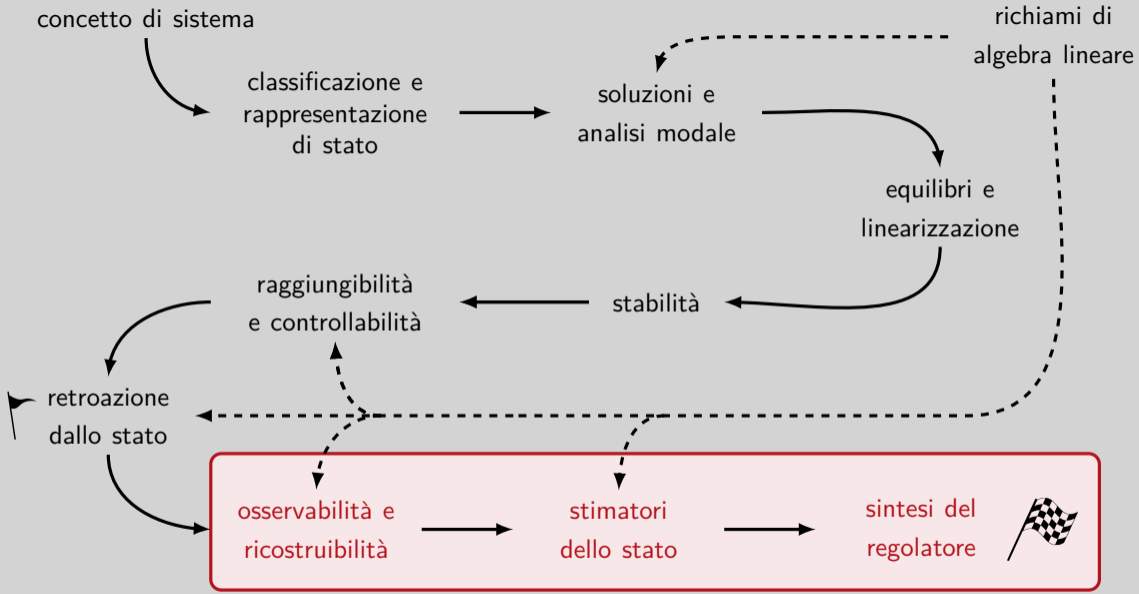 concetto di sistema
richiami di
algebra lineare
classificazione e
rappresentazione
di stato
soluzioni e
analisi modale
equilibri e
linearizzazione
stabilità
raggiungibilità
e controllabilità
retroazione
dallo stato
osservabilità e
ricostruibilità
stimatori
dello stato
sintesi del
regolatore